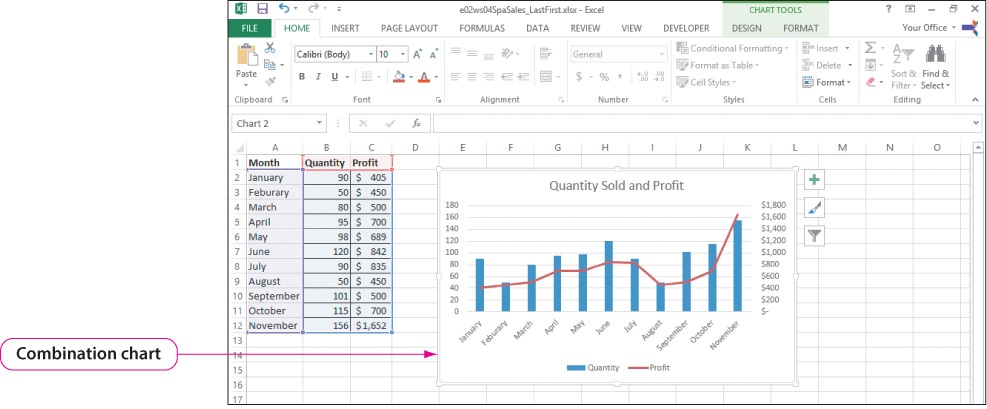 e02ws04SpaSales_LastFirst.xlsx - Excel
CHART TOOLS
?
FILE HOME INSERT PAGE LAYOUT FORMULAS DATA REVIEW VIEW DEVELOPER DESIGN FORMAT Your Office
Calibri (Body) 10 A A General Conditional Formatting Insert Σ
Paste Format as Table Delete
B I U A $ % , Cell Styles Format Sort & Filter Find & Select
Clipboard Font Alignment Number Styles Cells Editing
Chart 2 fx
A B C D E F G H I J K L M N O
1 Month Quantity Profit
2 January 90 $ 405
3 Feburary 50 $ 450
4 March 80 $ 500
5 April 95 $ 700
6 May 98 $ 689
7 June 120 $ 842
8 July 90 $ 835
9 August 50 $ 450
10 September 101 $ 500
11 October 115 $ 700
12 November 156 $1,652
13
14
15
16
17
Quantity Sold and Profit
180 $1,800
160 $1,600
140 $1,400
120 $1,200
100 $1,000
80 $800
60 $600
40 $400
20 $200
0 $-
January Feburary March April May June July August September October November
Quantity Profit
Combination chart